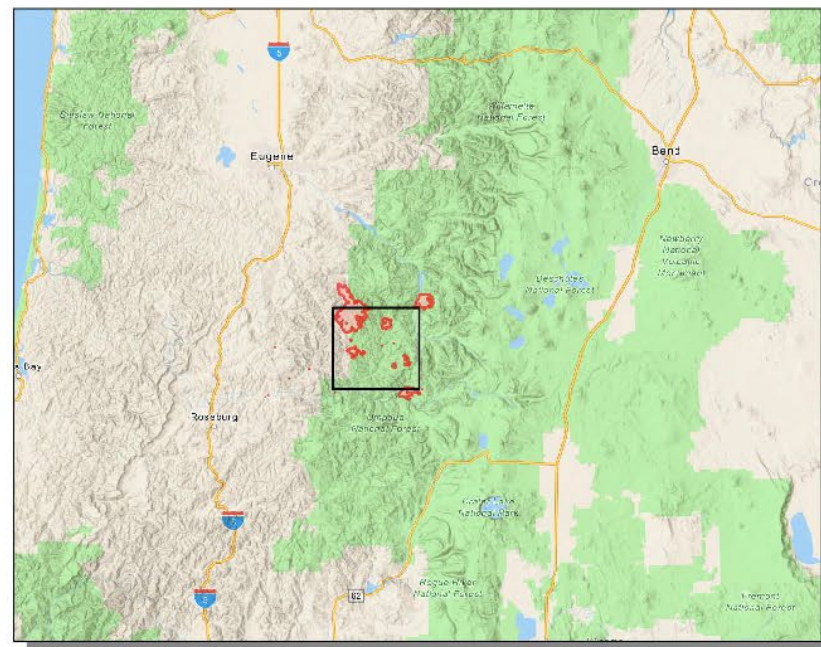 5
Willamette
National Forest
Siuslaw National
Forest
Eugene
Bend
Newberry
National
Volcanic
Monument
Deschutes
National Forest
Bay
Roseburg
Umpqua
National Forest
Crater Lake
National Park
5
5
62
Rogue River
National Forest
Fremont
National Forest